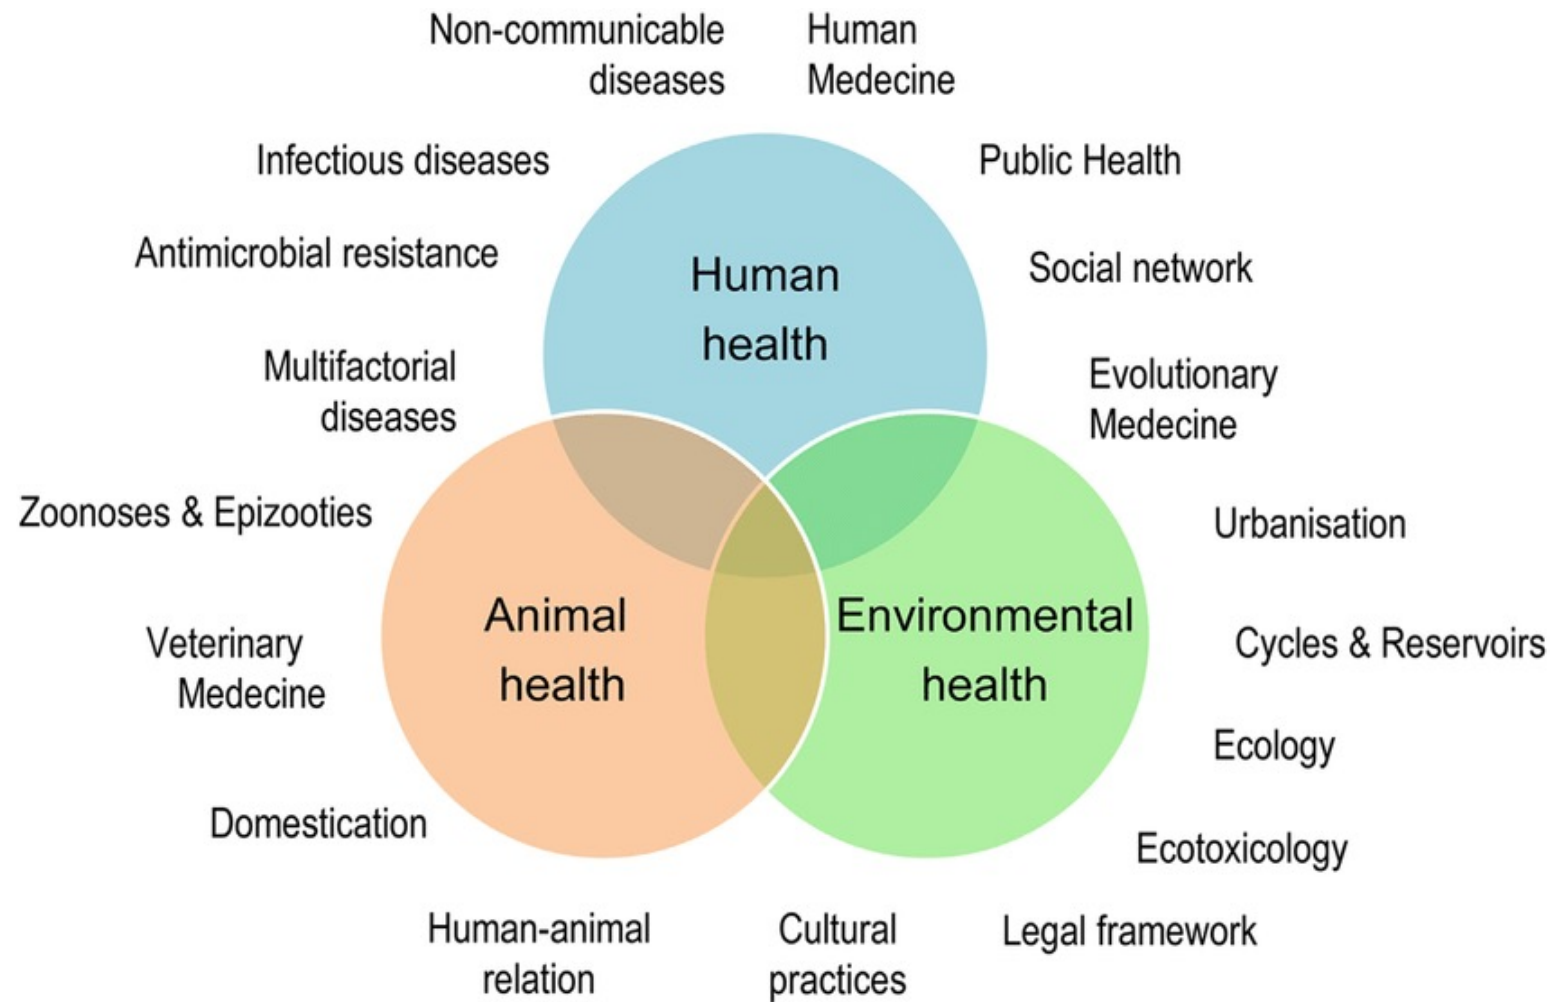 Non-communicable
diseases
Human
Medecine
Infectious diseases
Public Health
Antimicrobial resistance
Social network
Human
health
Multifactorial
diseases
Evolutionary
Medecine
Zoonoses & Epizooties
Urbanisation
Animal
health
Environmental
health
Veterinary
Medecine
Cycles & Reservoirs
Ecology
Domestication
Ecotoxicology
Human-animal
relation
Cultural
practices
Legal framework